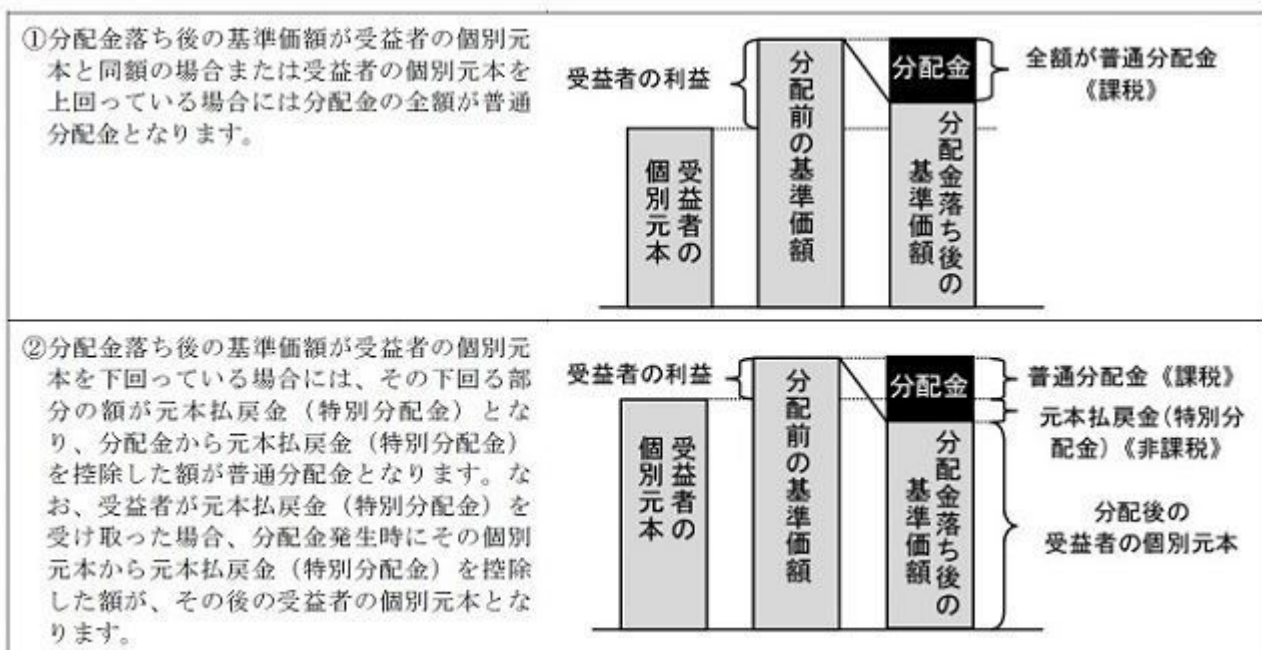 ①分配金落ち後の基準価額が受益者の個別元
本と同額の場合または受益者の個別元本を
上回っている場合には分配金の全額が普通
分配金となります。
受益者の利益
受益者の
個別元本
分配前の基準価額
分配金
分配金落ち後の
基準価額
全額が普通分配金
《課税》
②分配金落ち後の基準価額が受益者の個別元
本を下回っている場合には、その下回る部
分の額が元本払戻金（特別分配金）とな
り、分配金から元本払戻金（特別分配金）
を控除した額が普通分配金となります。な
お、受益者が元本払戻金（特別分配金）を
受け取った場合、分配金発生時にその個別
元本から元本払戻金（特別分配金）を控除
した額が、その後の受益者の個別元本とな
ります。
受益者の利益
受益者の
個別元本
分配前の基準価額
分配金
分配金落ち後の
基準価額
普通分配金《課税》
元本払戻金（特別分
配金）《非課税》
分配後の
受益者の個別元本